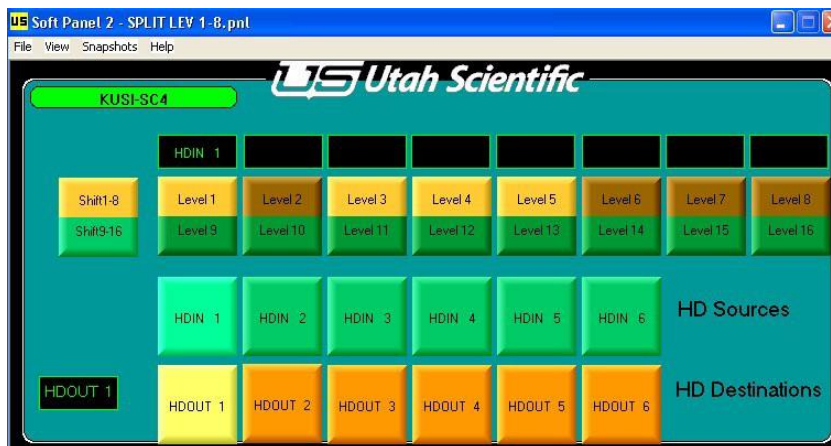 US Soft Panel 2 - SPLIT LEV 1-8.pnl
File View Snapshots Help
US Utah Scientific
KUSI-SC4
HDIN 1
Shift1-8 Level 1 Level 2 Level 3 Level 4 Level 5 Level 6 Level 7 Level 8
Shift9-16 Level 9 Level 10 Level 11 Level 12 Level 13 Level 14 Level 15 Level 16
HDIN 1 HDIN 2 HDIN 3 HDIN 4 HDIN 5 HDIN 6 HD Sources
HDOUT 1 HDOUT 1 HDOUT 2 HDOUT 3 HDOUT 4 HDOUT 5 HDOUT 6 HD Destinations